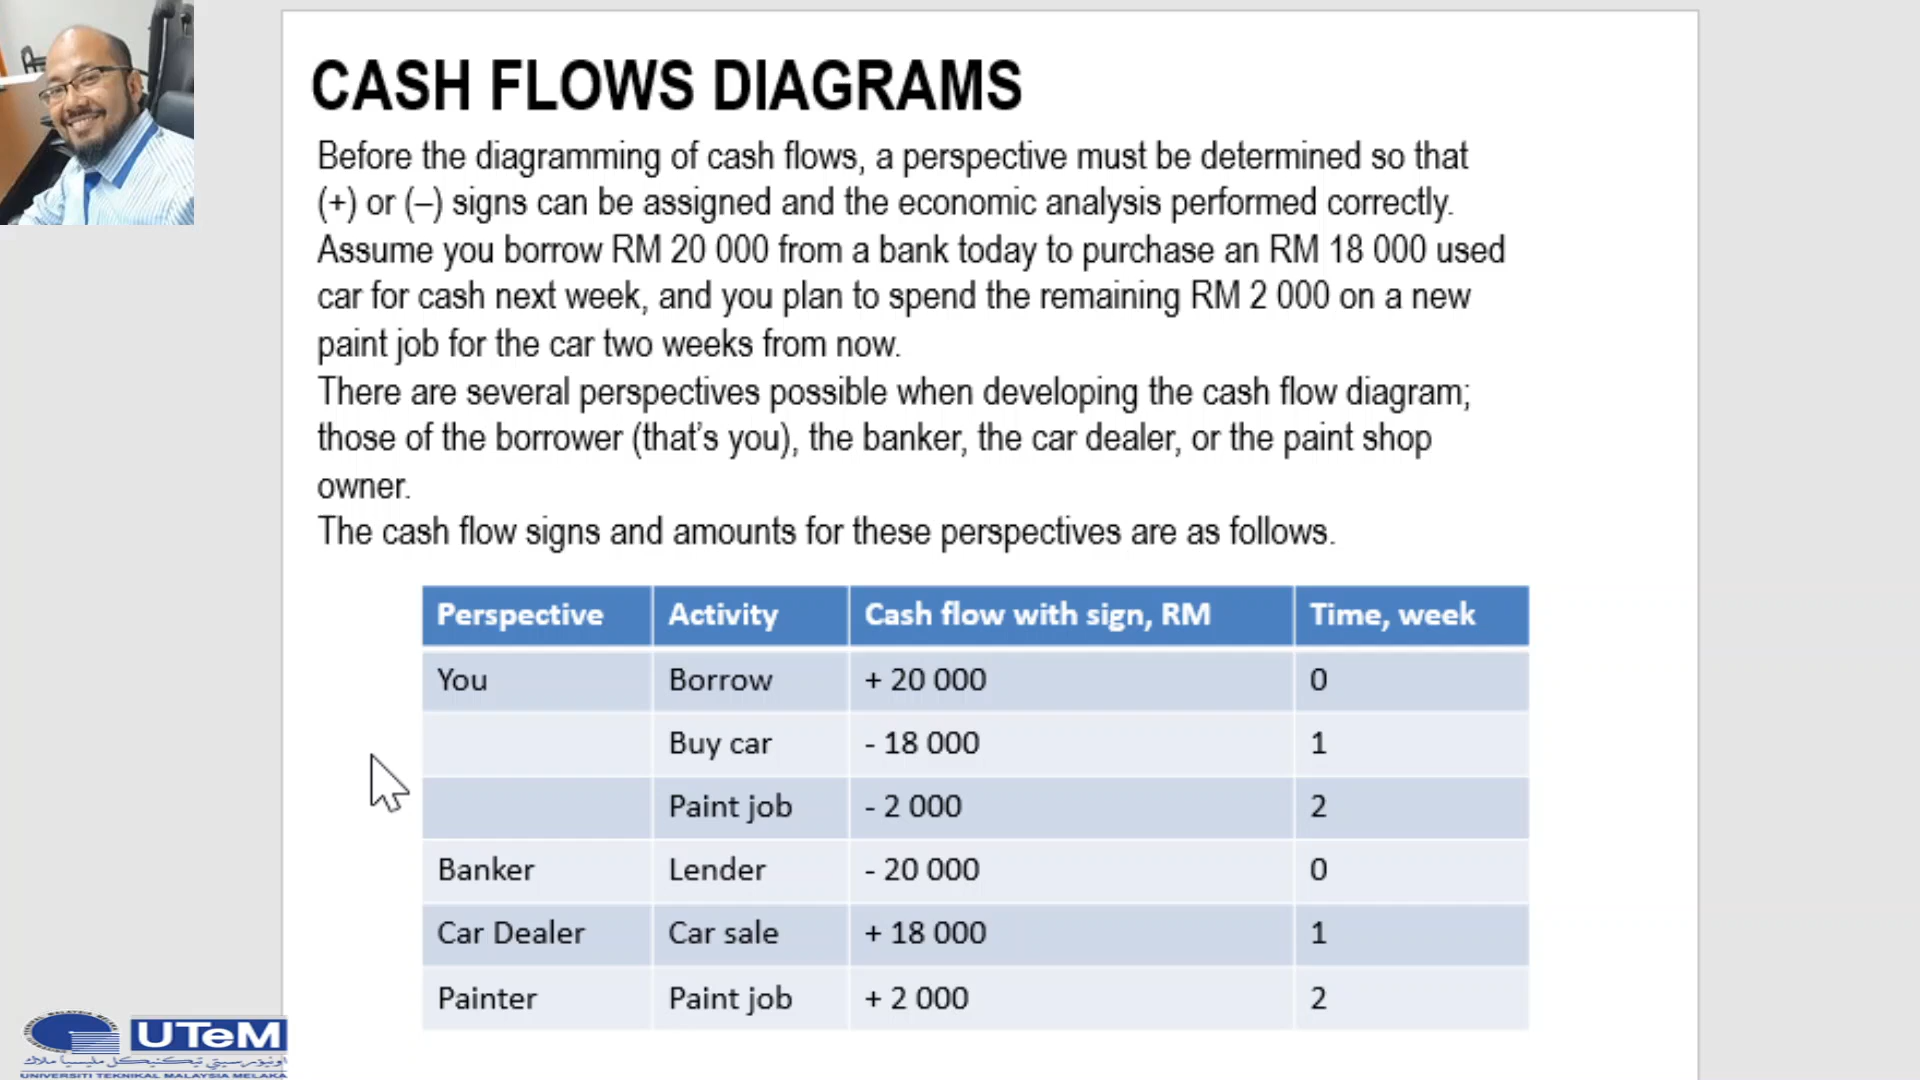 CASH FLOWS DIAGRAMS
Before the diagramming of cash flows, a perspective must be determined so that
(+) or (–) signs can be assigned and the economic analysis performed correctly.
Assume you borrow RM 20 000 from a bank today to purchase an RM 18 000 used
car for cash next week, and you plan to spend the remaining RM 2 000 on a new
paint job for the car two weeks from now.
There are several perspectives possible when developing the cash flow diagram;
those of the borrower (that's you), the banker, the car dealer, or the paint shop
owner.
The cash flow signs and amounts for these perspectives are as follows.
Perspective Activity Cash flow with sign, RM Time, week
You Borrow + 20 000 0
Buy car - 18 000 1
Paint job - 2 000 2
Banker Lender - 20 000 0
Car Dealer Car sale + 18 000 1
Painter Paint job + 2 000 2
UTeM
اونيۏرسيتي تيكنيكل مليسيا ملاك
UNIVERSITI TEKNIKAL MALAYSIA MELAKA